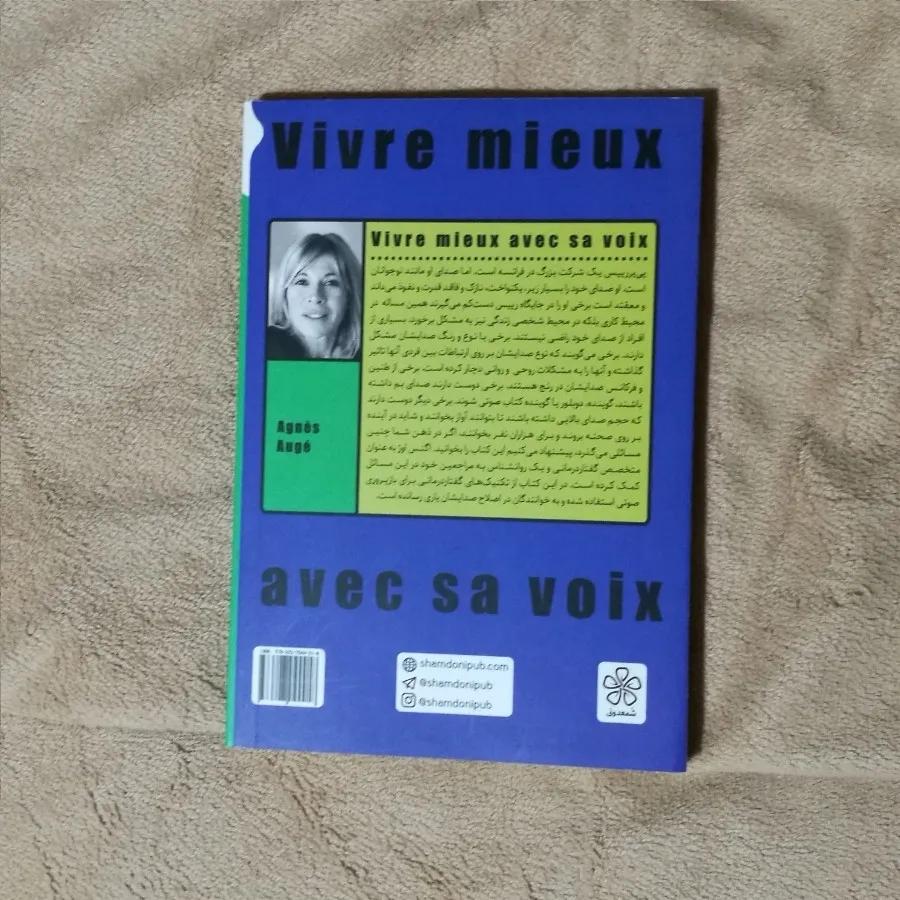 Vivre mieux
Vivre mieux avec sa voix
پی‌یر رییس یک شرکت بزرگ در فرانسه است، اما صدای او مانند نوجوانان
است. او صدای خود را بسیار زیر، یکنواخت، نازک و فاقد قدرت و نفوذ می‌داند
و معتقد است برخی او را در جایگاه رییس دست‌کم می‌گیرند همین مساله در
محیط کاری بلکه در محیط شخصی زندگی نیز به مشکل برخورد. بسیاری از
افراد از صدای خود راضی نیستند. برخی با نوع و رنگ صدایشان مشکل
دارند. برخی می‌گویند که نوع صدایشان بر روی ارتباطات بین فردی آنها تاثیر
گذاشته و آنها را به مشکلات روحی و روانی دچار کرده است. برخی از طنین
و فرکانس صدایشان در رنج هستند. برخی دوست دارند صدای بم داشته
باشند، گوینده، دوبلور یا گوینده کتاب صوتی شوند. برخی دیگر دوست دارند
که حجم صدای بالایی داشته باشند تا بتوانند آواز بخوانند و شاید در آینده
بر روی صحنه بروند و برای هزاران نفر بخوانند. اگر در ذهن شما چنین
مسائلی می‌گذرد، پیشنهاد می‌کنیم این کتاب را بخوانید. اگنس اوژه به عنوان
متخصص گفتاردرمانی و یک روانشناس به مراجعین خود در این مسائل
کمک کرده است. در این کتاب از تکنیک‌های گفتاردرمانی برای بازپروری
صوتی استفاده شده و به خوانندگان در اصلاح صدایشان یاری رسانده است.
Agnès
Augé
avec sa voix
shamdonipub.com
@shamdonipub
@shamdonipub
شمعدونی